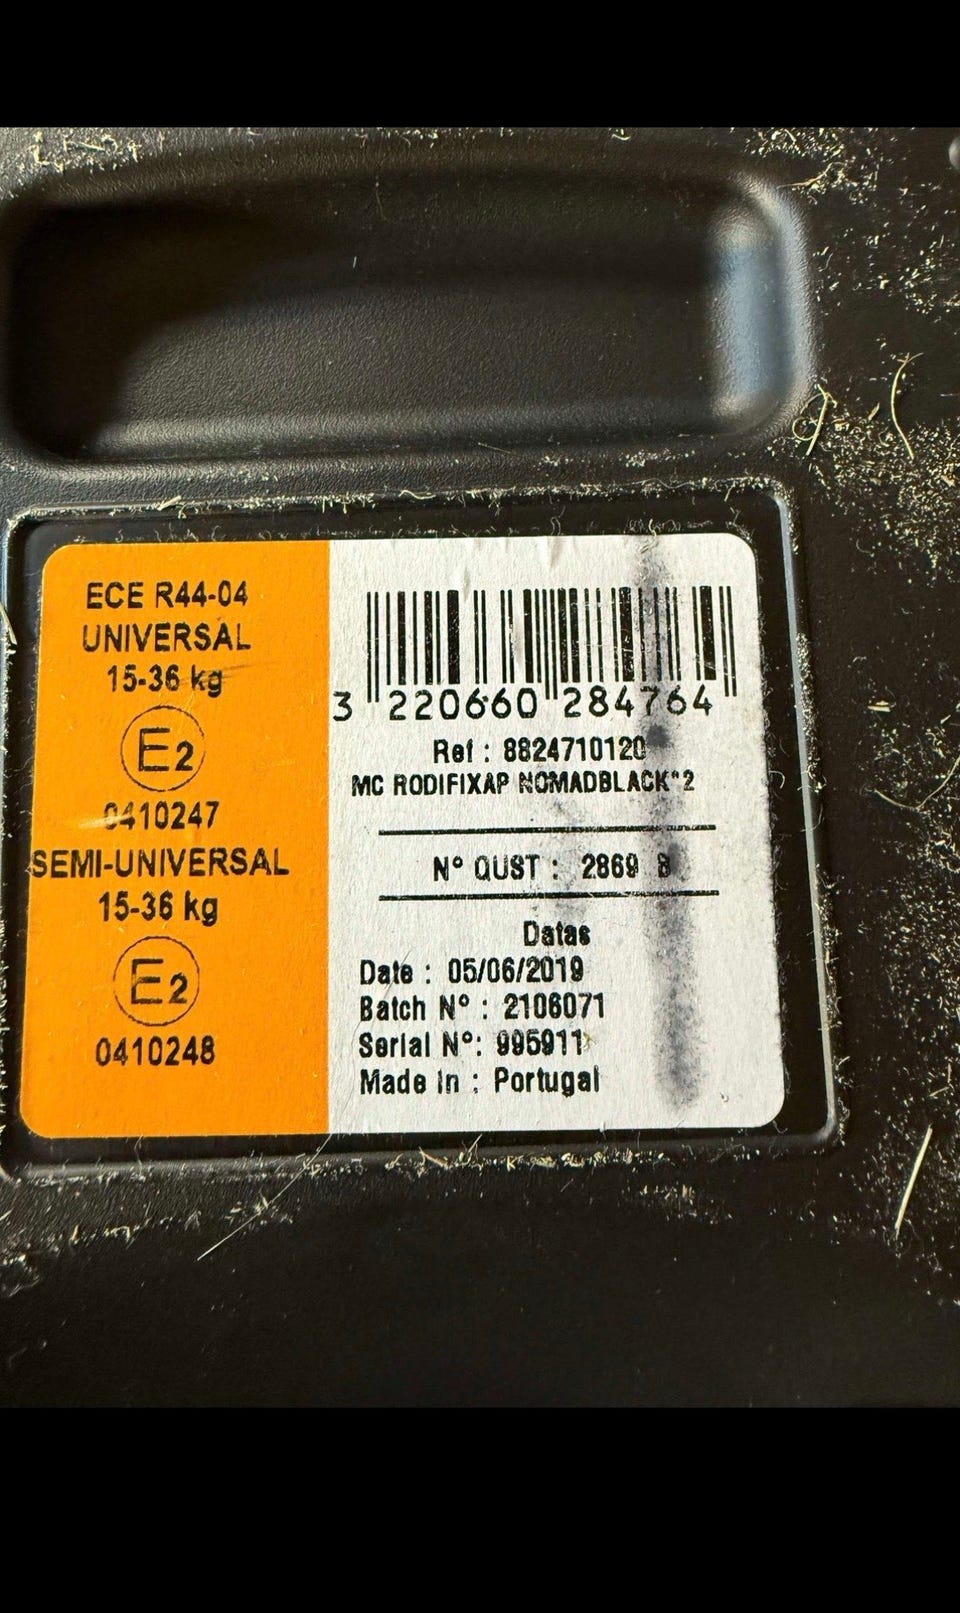 ECE R44-04
UNIVERSAL
15-36 kg
E2
0410247
SEMI-UNIVERSAL
15-36 kg
E2
0410248
3 220660 284764
Ref : 8824710120
MC RODIFIXAP NOMADBLACK*2
N° QUST : 2869 B
Datas
Date : 05/06/2019
Batch N° : 2106071
Serial N°: 995911
Made in : Portugal